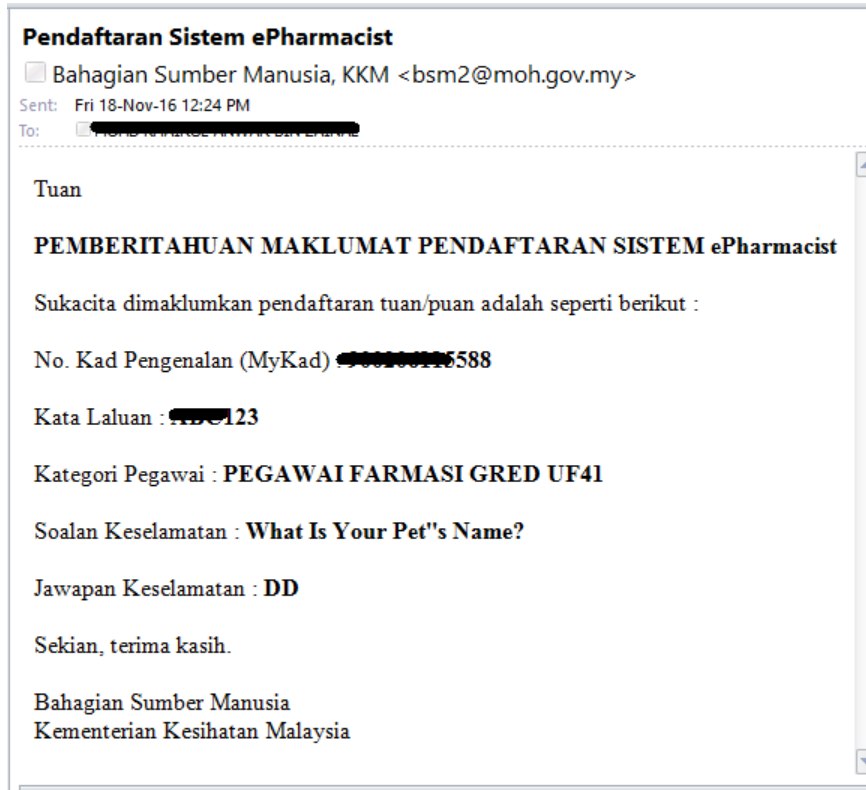 Pendaftaran Sistem ePharmacist
Bahagian Sumber Manusia, KKM <bsm2@moh.gov.my>
Sent: Fri 18-Nov-16 12:24 PM
To:
Tuan
PEMBERITAHUAN MAKLUMAT PENDAFTARAN SISTEM ePharmacist
Sukacita dimaklumkan pendaftaran tuan/puan adalah seperti berikut :
No. Kad Pengenalan (MyKad) : 5588
Kata Laluan : 123
Kategori Pegawai : PEGAWAI FARMASI GRED UF41
Soalan Keselamatan : What Is Your Pet"s Name?
Jawapan Keselamatan : DD
Sekian, terima kasih.
Bahagian Sumber Manusia
Kementerian Kesihatan Malaysia